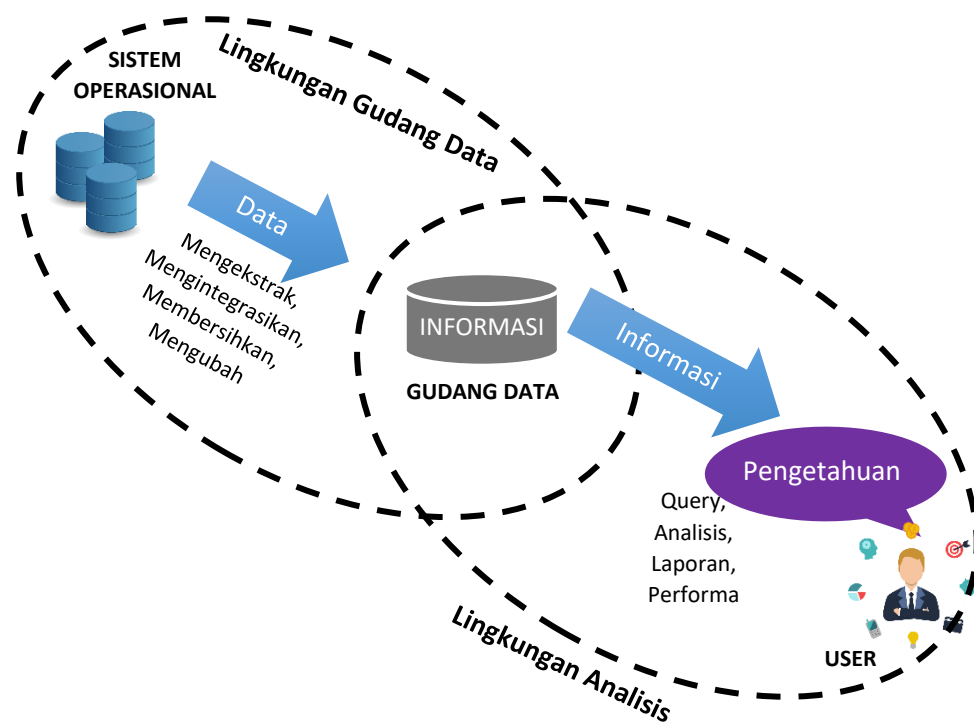 SISTEM
OPERASIONAL
Lingkungan Gudang Data
Data
Mengekstrak,
Mengintegrasikan,
Membersihkan,
Mengubah
INFORMASI
GUDANG DATA
Informasi
Pengetahuan
Query,
Analisis,
Laporan,
Performa
USER
Lingkungan Analisis